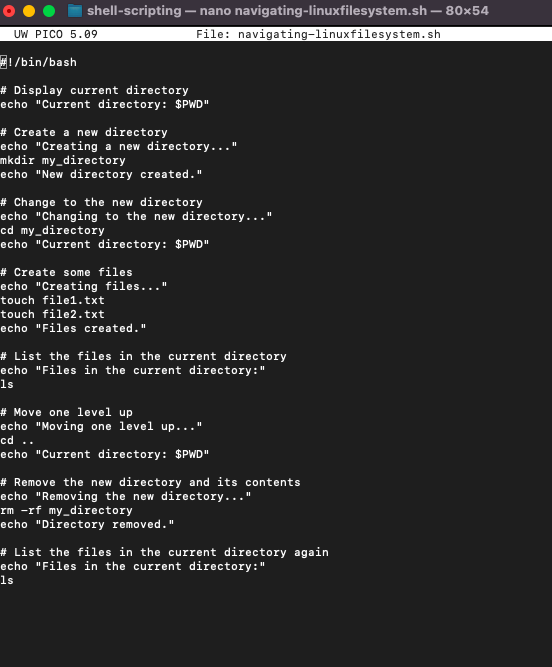 shell-scripting — nano navigating-linuxfilesystem.sh — 80×54
UW PICO 5.09 File: navigating-linuxfilesystem.sh
#!/bin/bash
# Display current directory
echo "Current directory: $PWD"
# Create a new directory
echo "Creating a new directory..."
mkdir my_directory
echo "New directory created."
# Change to the new directory
echo "Changing to the new directory..."
cd my_directory
echo "Current directory: $PWD"
# Create some files
echo "Creating files..."
touch file1.txt
touch file2.txt
echo "Files created."
# List the files in the current directory
echo "Files in the current directory:"
ls
# Move one level up
echo "Moving one level up..."
cd ..
echo "Current directory: $PWD"
# Remove the new directory and its contents
echo "Removing the new directory..."
rm -rf my_directory
echo "Directory removed."
# List the files in the current directory again
echo "Files in the current directory:"
ls